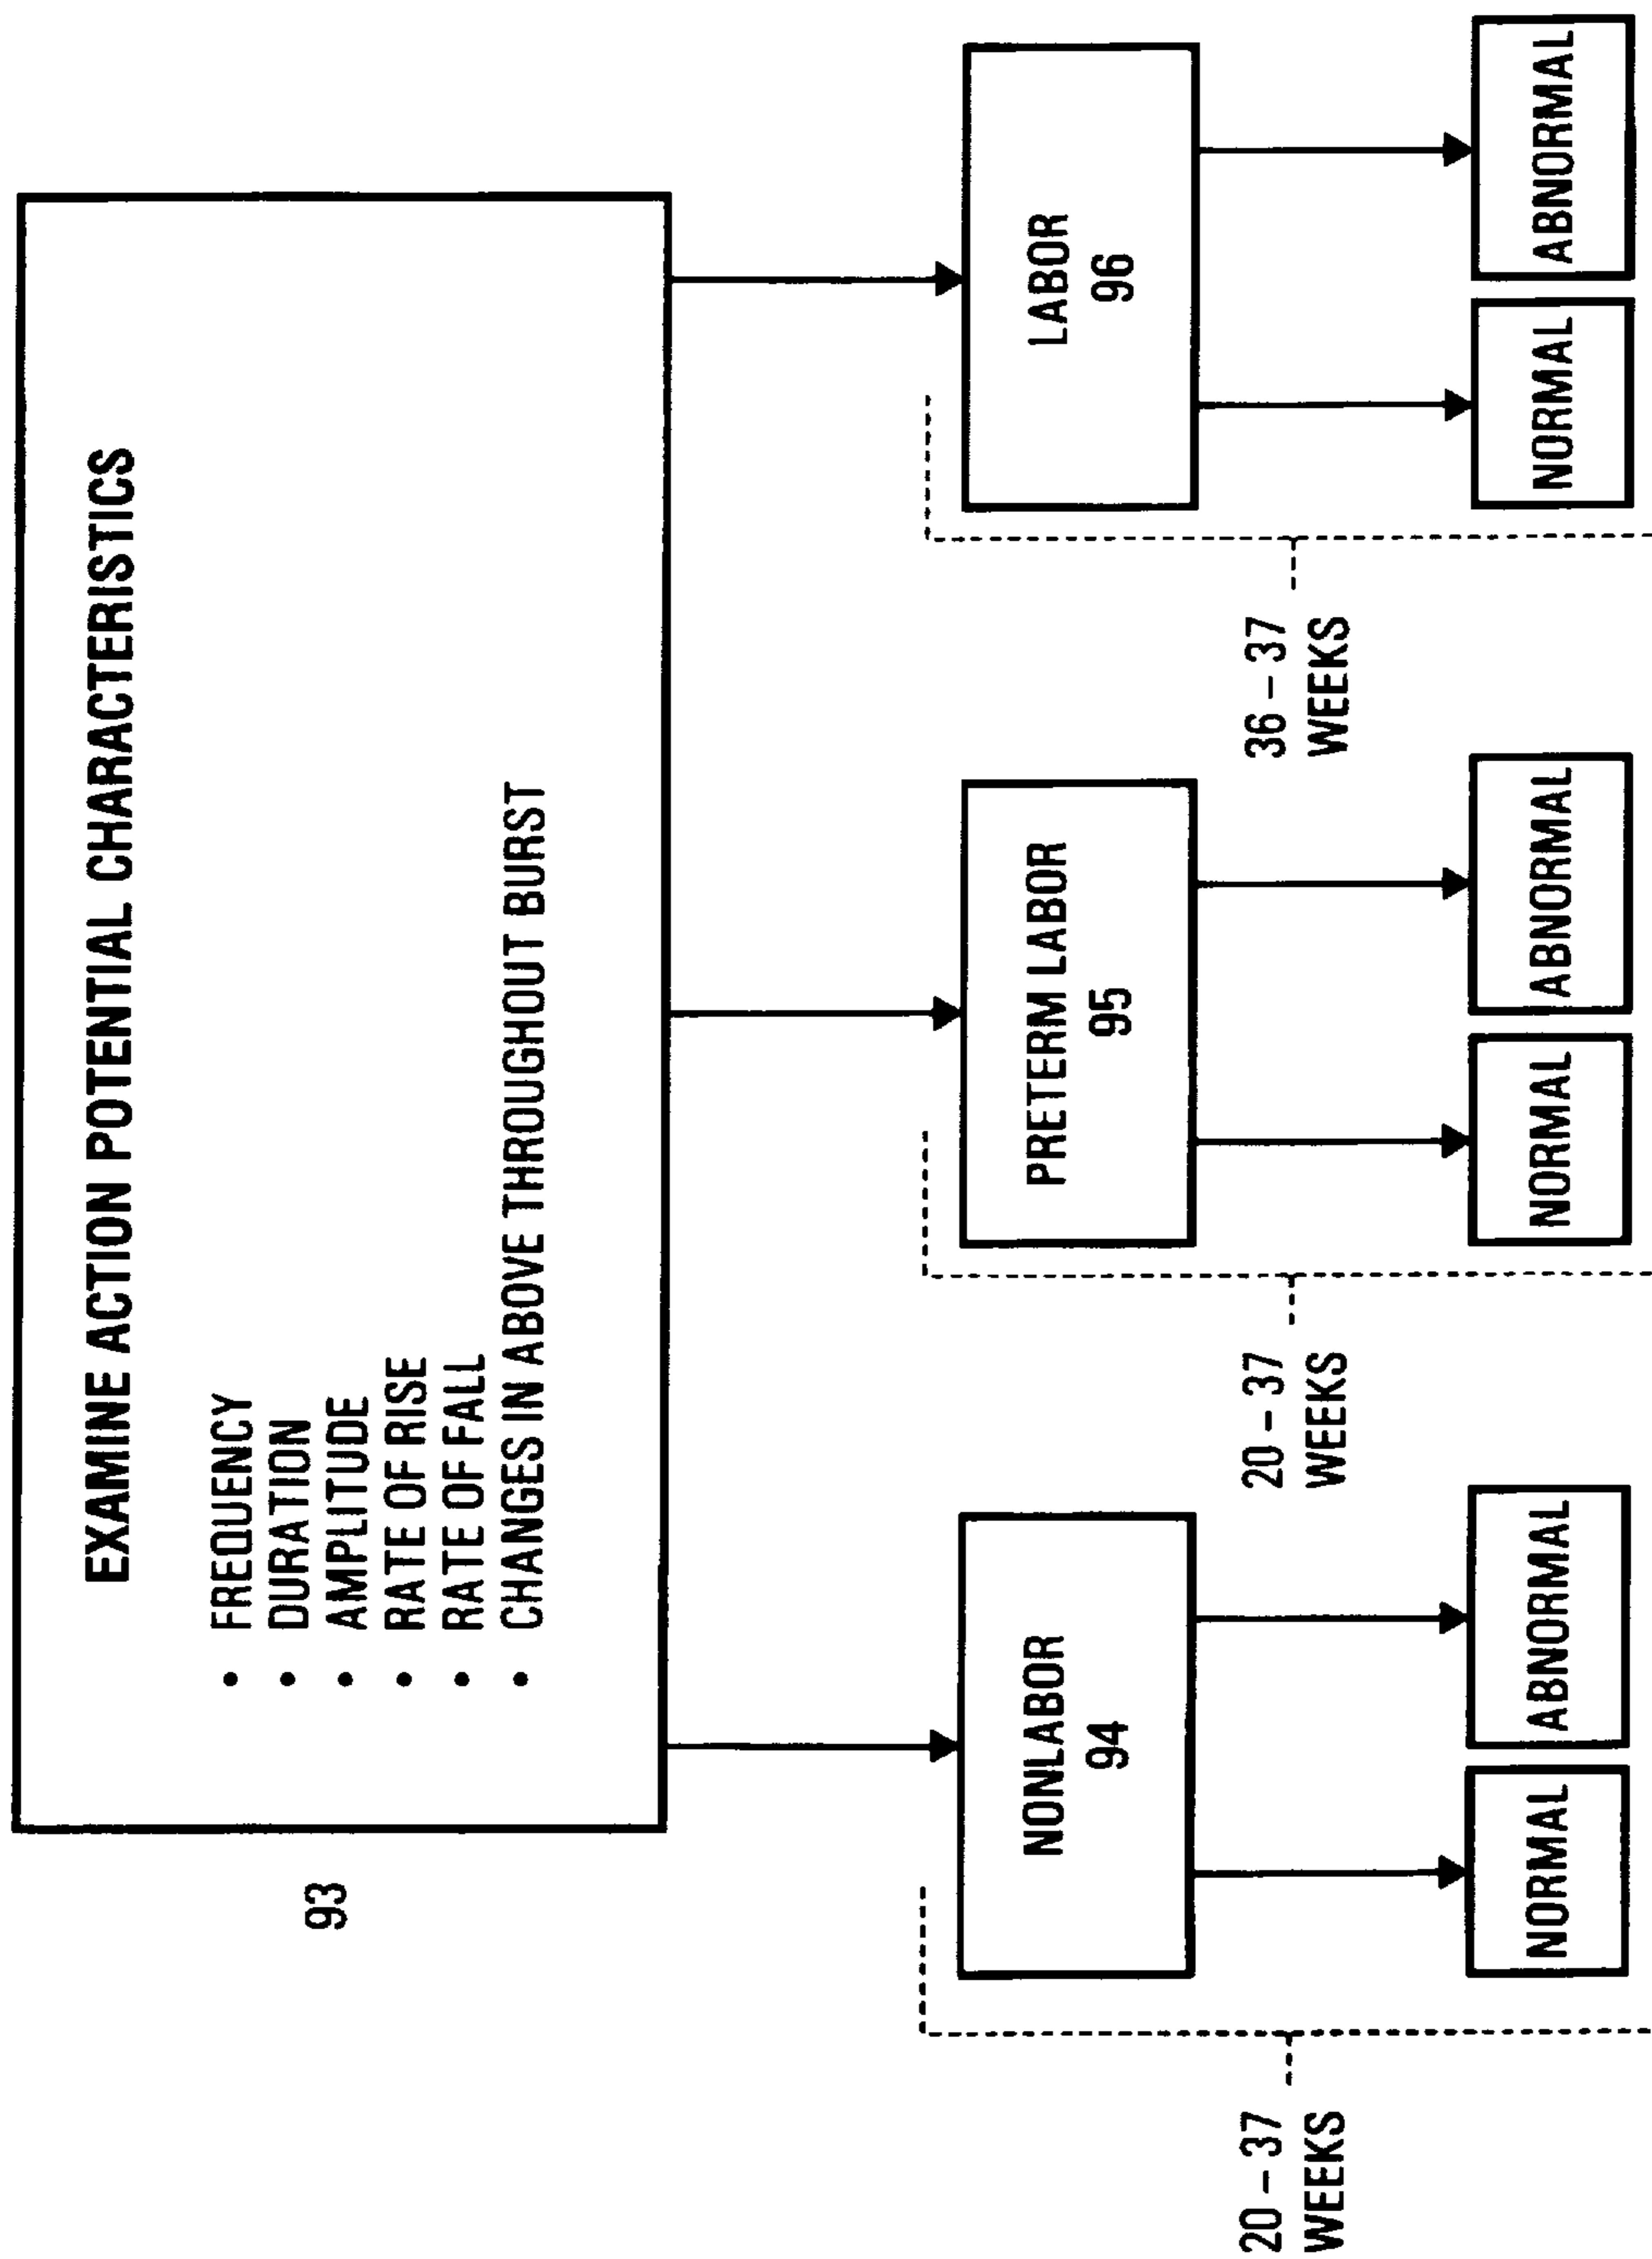 EXAMINE ACTION POTENTIAL CHARACTERISTICS
• FREQUENCY
• DURATION
• AMPLITUDE
• RATE OF RISE
• RATE OF FALL
• CHANGES IN ABOVE THROUGHOUT BURST
93
NONLABOR
94
20 – 37
WEEKS
NORMAL
ABNORMAL
PRETERM LABOR
95
20 – 37
WEEKS
NORMAL
ABNORMAL
LABOR
96
36 – 37
WEEKS
NORMAL
ABNORMAL